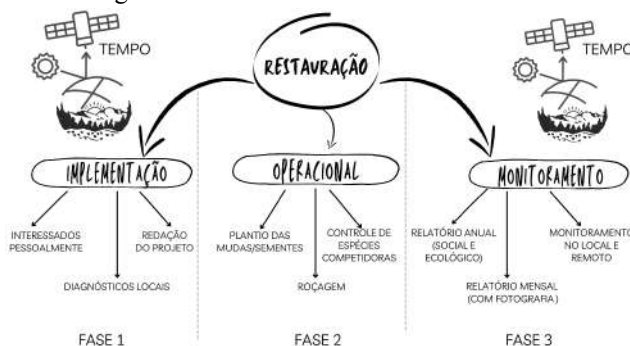 TEMPO
RESTAURAÇÃO
TEMPO
IMPLEMENTAÇÃO
OPERACIONAL
MONITORAMENTO
INTERESSADOS
PESSOALMENTE
REDAÇÃO
DO PROJETO
DIAGNÓSTICOS LOCAIS
PLANTIO DAS
MUDAS/SEMENTES
CONTROLE DE
ESPÉCIES
COMPETIDORAS
ROÇAGEM
RELATÓRIO ANUAL
(SOCIAL E
ECOLÓGICO)
MONITORAMENTO
NO LOCAL E
REMOTO
RELATÓRIO MENSAL
(COM FOTOGRAFIA)
FASE 1
FASE 2
FASE 3